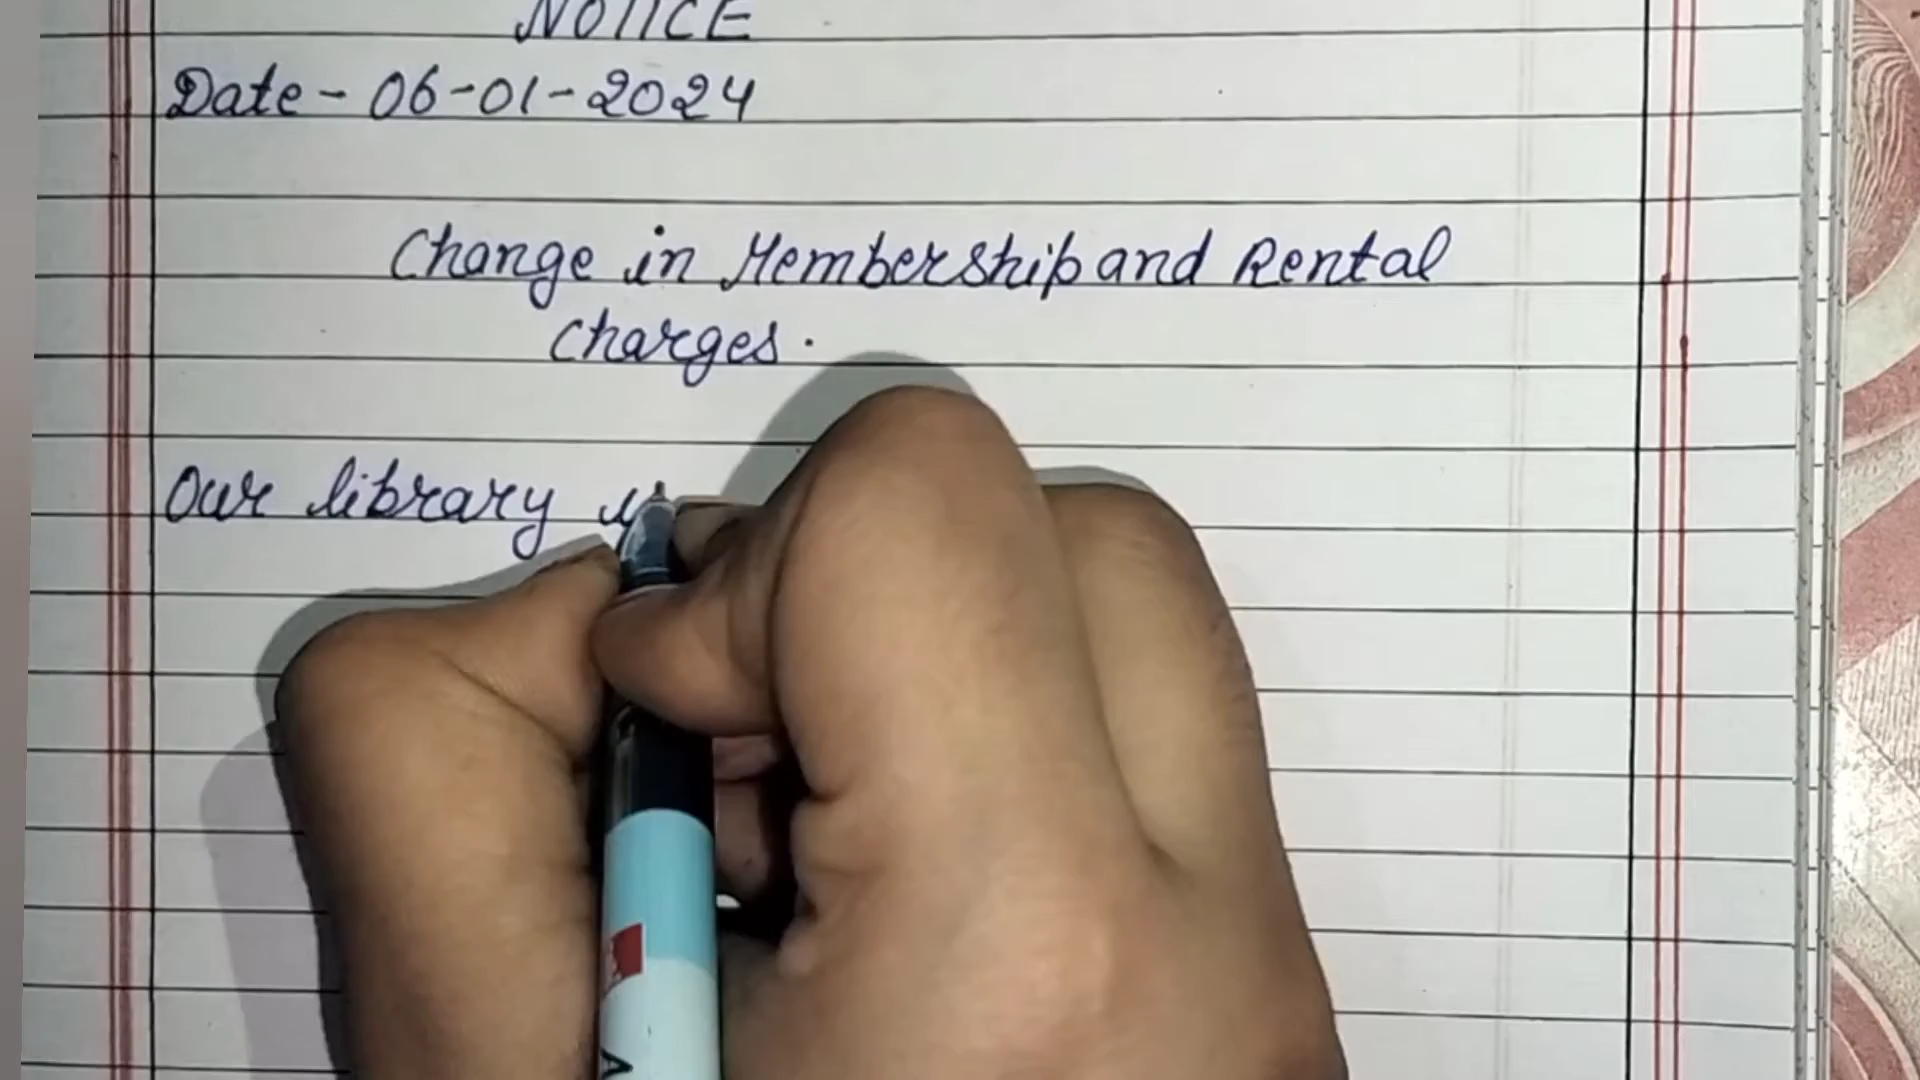 NOTICE
Date - 06-01-2024
Change in Membership and Rental
Charges.
Our library